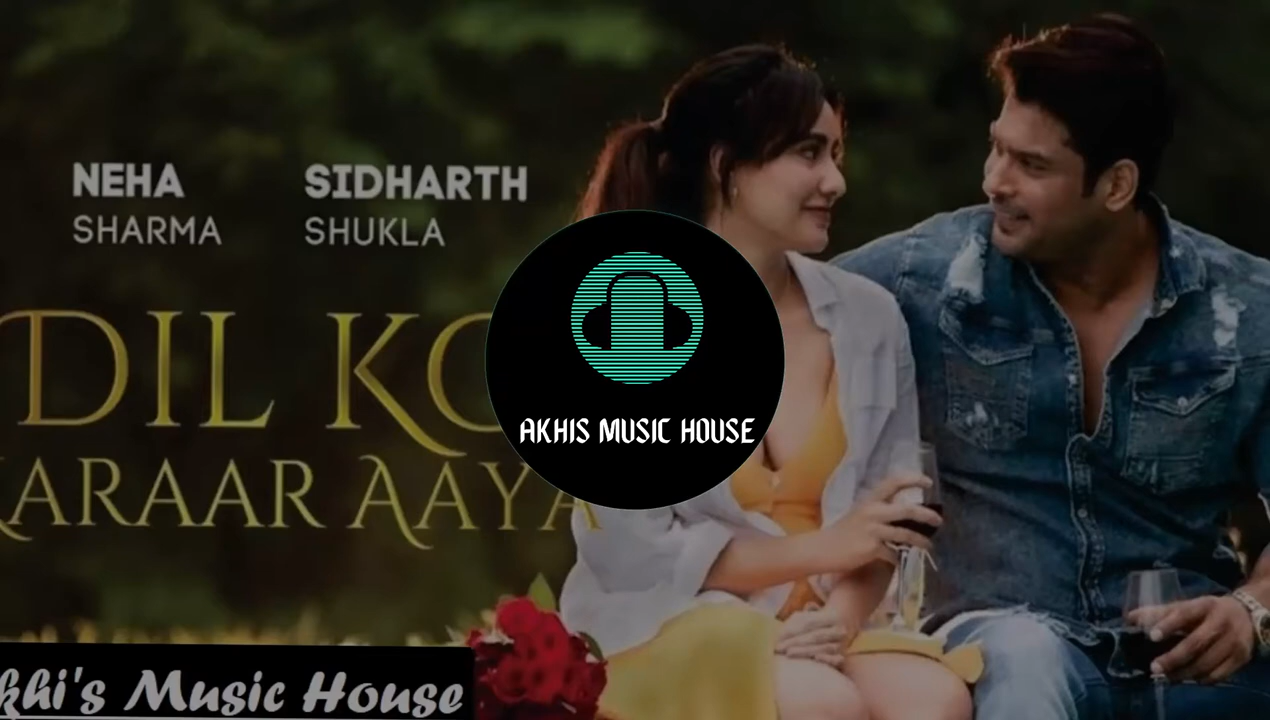 NEHA SIDHARTH
SHARMA SHUKLA
DIL KO
KARAAR AAYA
AKHIS MUSIC HOUSE
khi's Music House